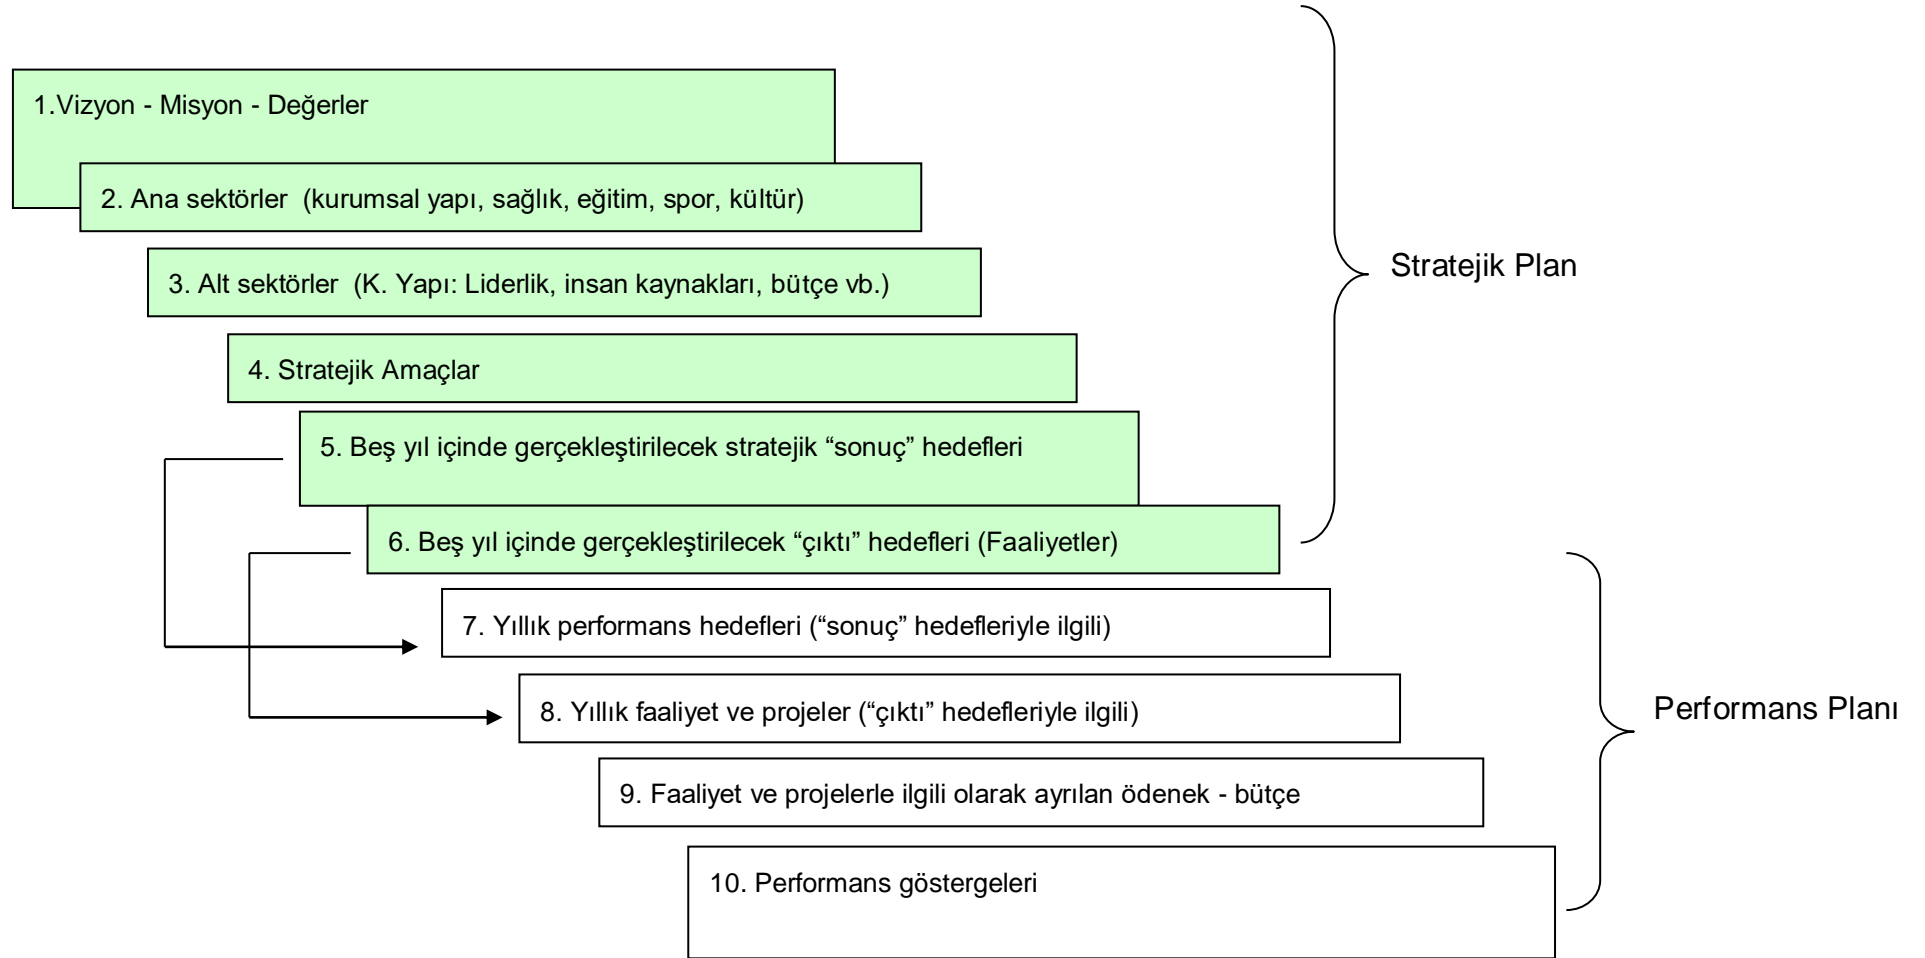 1.Vizyon - Misyon - Değerler
2. Ana sektörler  (kurumsal yapı, sağlık, eğitim, spor, kültür)
3. Alt sektörler  (K. Yapı: Liderlik, insan kaynakları, bütçe vb.)
Stratejik Plan
4. Stratejik Amaçlar
5. Beş yıl içinde gerçekleştirilecek stratejik “sonuç” hedefleri
6. Beş yıl içinde gerçekleştirilecek “çıktı” hedefleri (Faaliyetler)
7. Yıllık performans hedefleri (“sonuç” hedefleriyle ilgili)
8. Yıllık faaliyet ve projeler (“çıktı” hedefleriyle ilgili)
Performans Planı
9. Faaliyet ve projelerle ilgili olarak ayrılan ödenek - bütçe
10. Performans göstergeleri